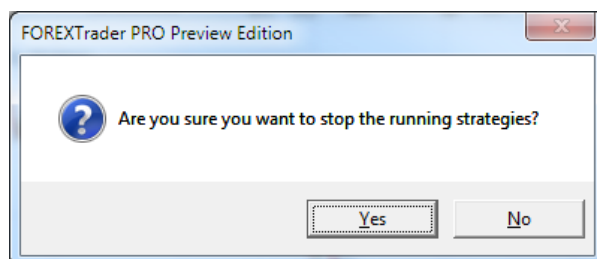 FOREXTrader PRO Preview Edition
Are you sure you want to stop the running strategies?
Yes
No